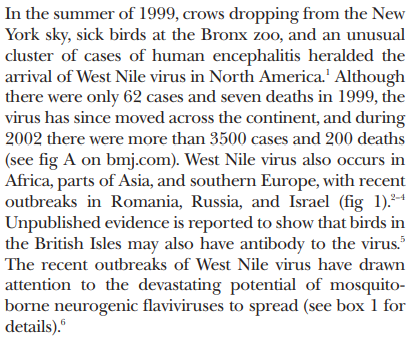 In the summer of 1999, crows dropping from the New
York sky, sick birds at the Bronx zoo, and an unusual
cluster of cases of human encephalitis heralded the
arrival of West Nile virus in North America.¹ Although
there were only 62 cases and seven deaths in 1999, the
virus has since moved across the continent, and during
2002 there were more than 3500 cases and 200 deaths
(see fig A on bmj.com). West Nile virus also occurs in
Africa, parts of Asia, and southern Europe, with recent
outbreaks in Romania, Russia, and Israel (fig 1).²⁻⁴
Unpublished evidence is reported to show that birds in
the British Isles may also have antibody to the virus.⁵
The recent outbreaks of West Nile virus have drawn
attention to the devastating potential of mosquito-
borne neurogenic flaviviruses to spread (see box 1 for
details).⁶